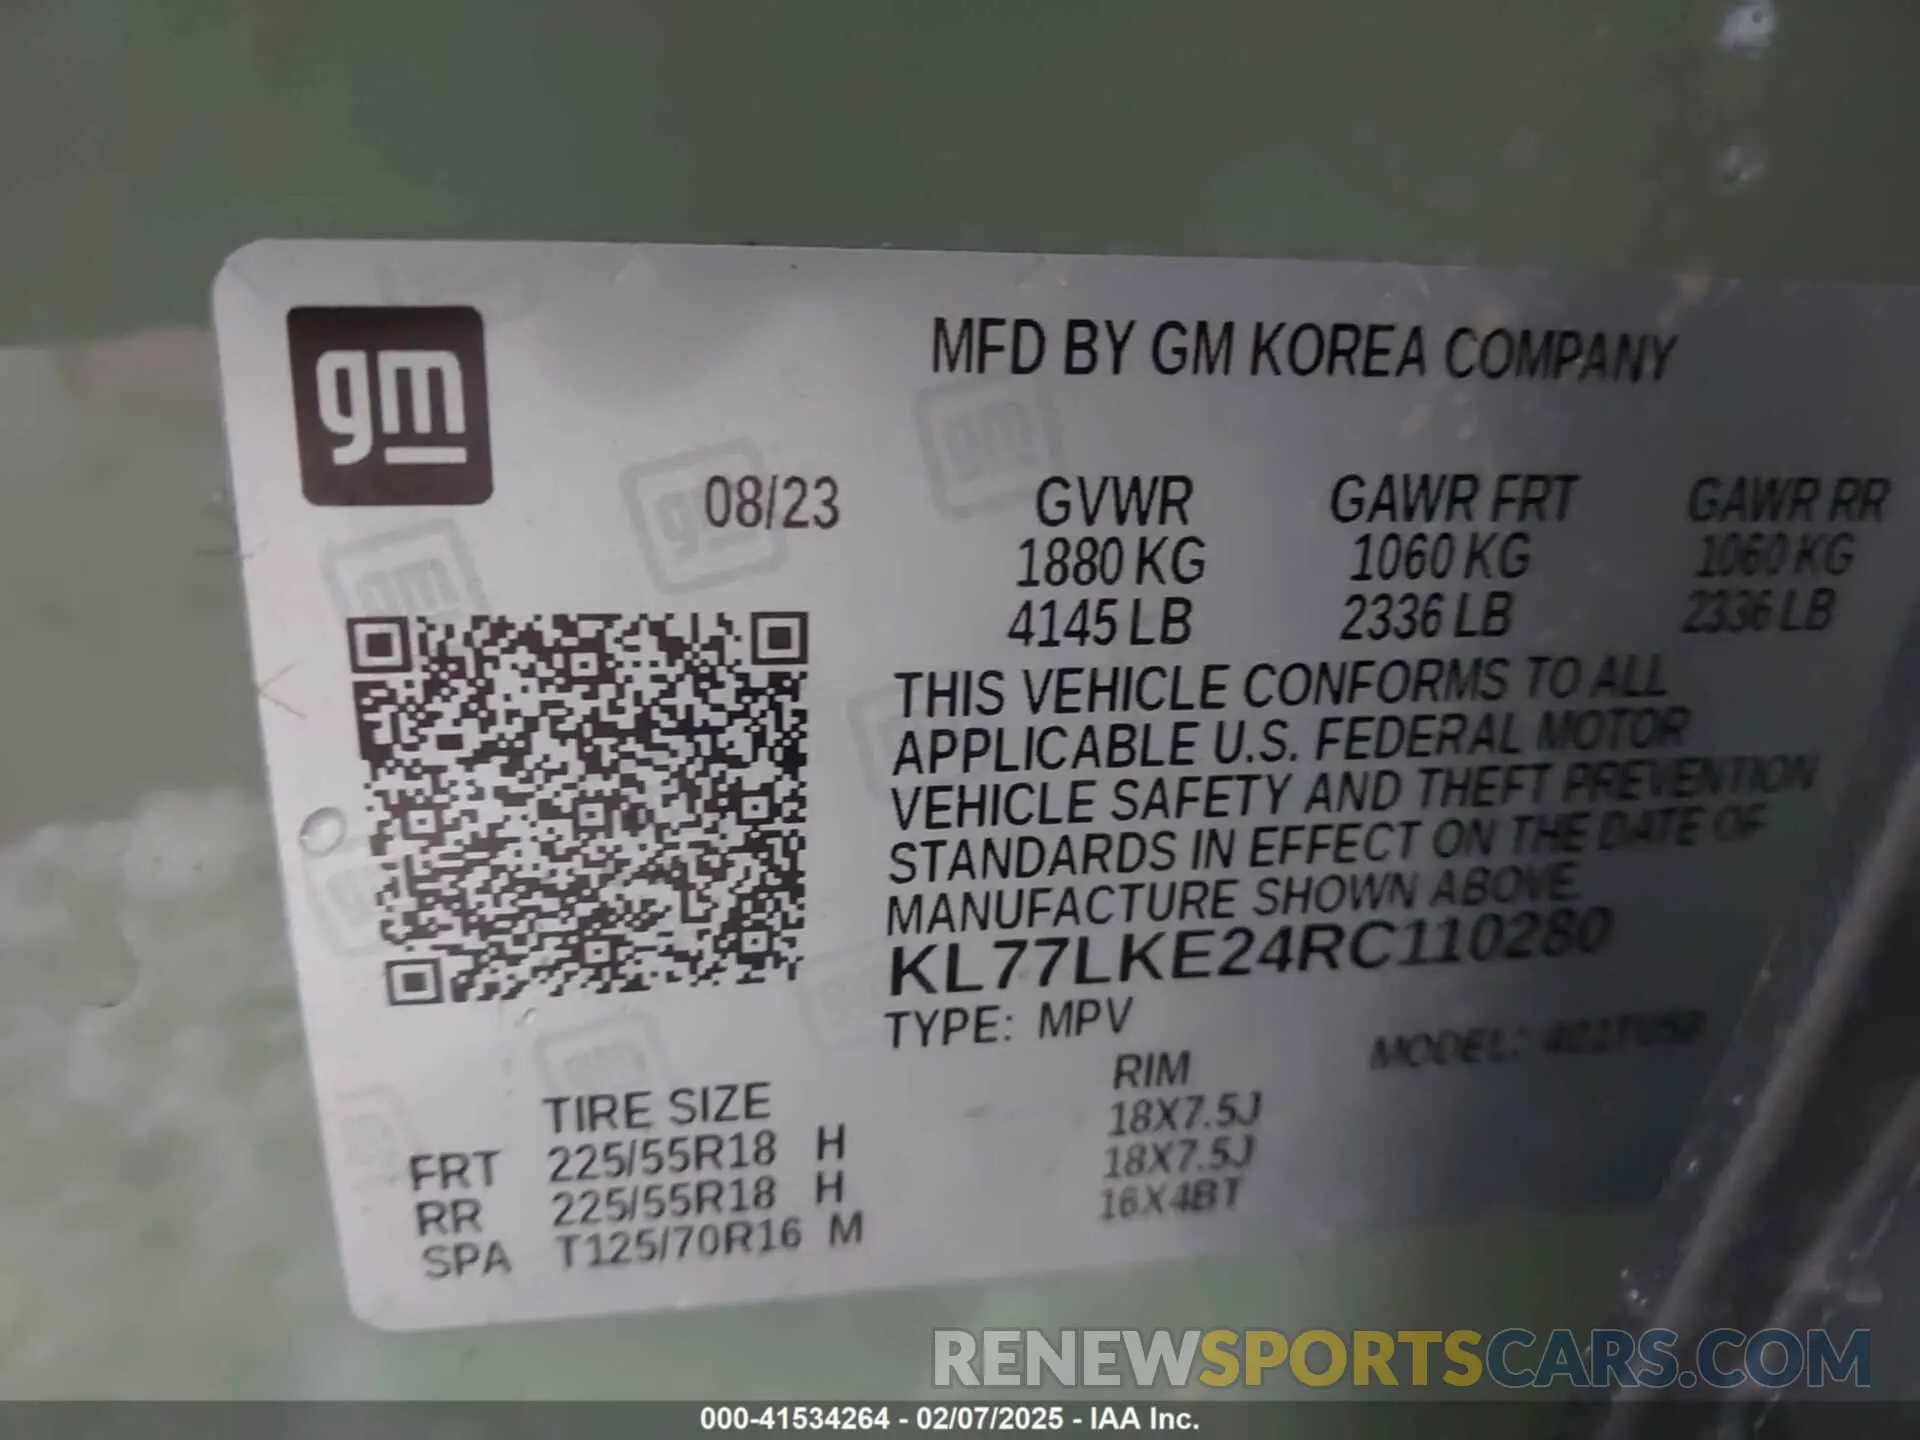 gm
MFD BY GM KOREA COMPANY
08/23
GVWR GAWR FRT GAWR RR
1880 KG 1060 KG 1060 KG
4145 LB 2336 LB 2336 LB
THIS VEHICLE CONFORMS TO ALL
APPLICABLE U.S. FEDERAL MOTOR
VEHICLE SAFETY AND THEFT PREVENTION
STANDARDS IN EFFECT ON THE DATE OF
MANUFACTURE SHOWN ABOVE.
KL77LKE24RC110280
TYPE: MPV MODEL:
TIRE SIZE RIM
FRT 225/55R18 H 18X7.5J
RR 225/55R18 H 18X7.5J
SPA T125/70R16 M 16X4BT
RENEWSPORTSCARS.COM
000-41534264 - 02/07/2025 - IAA Inc.